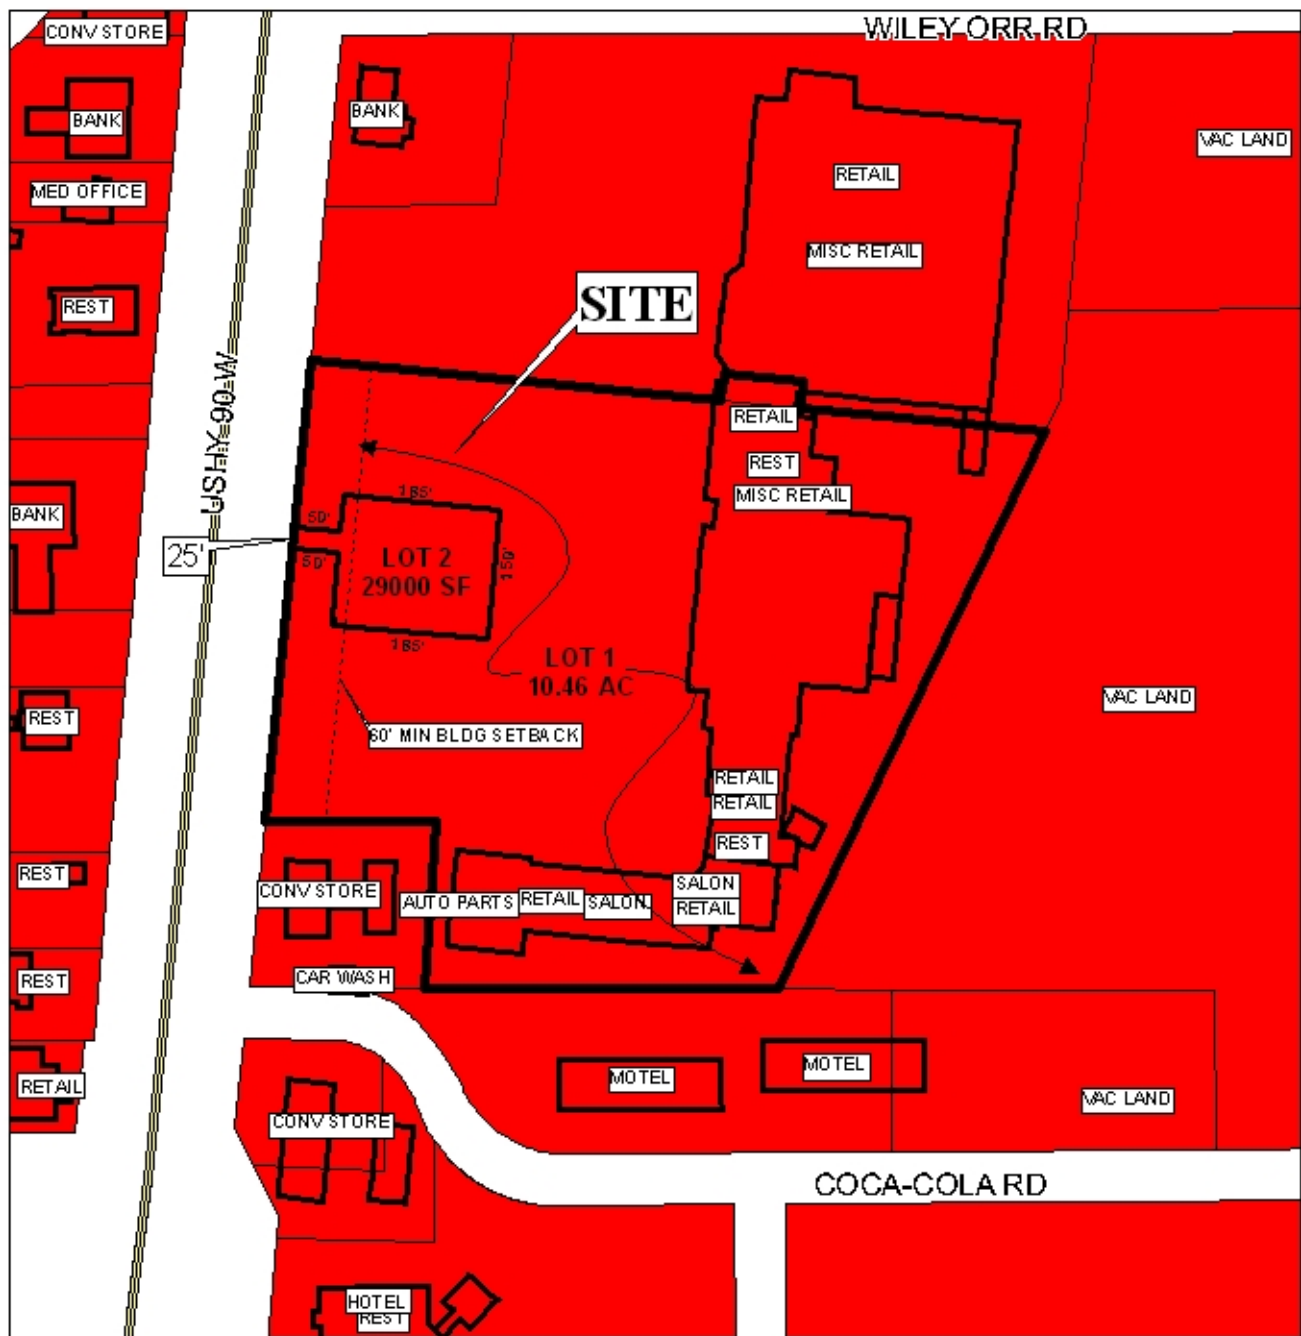 CONV STORE
WILEY ORR RD
BANK
BANK
VAC LAND
RETAIL
MED OFFICE
MISC RETAIL
REST
SITE
USHY 90 W
RETAIL
REST
MISC RETAIL
185'
50'
BANK
25'
50'
LOT 2
29000 SF
150'
185'
LOT 1
10.46 AC
VAC LAND
REST
60' MIN BLDG SETBACK
RETAIL
RETAIL
REST
REST
CONV STORE
AUTO PARTS
RETAIL
SALON
SALON
RETAIL
REST
CAR WASH
MOTEL
MOTEL
RETAIL
VAC LAND
CONV STORE
COCA-COLA RD
HOTEL
REST